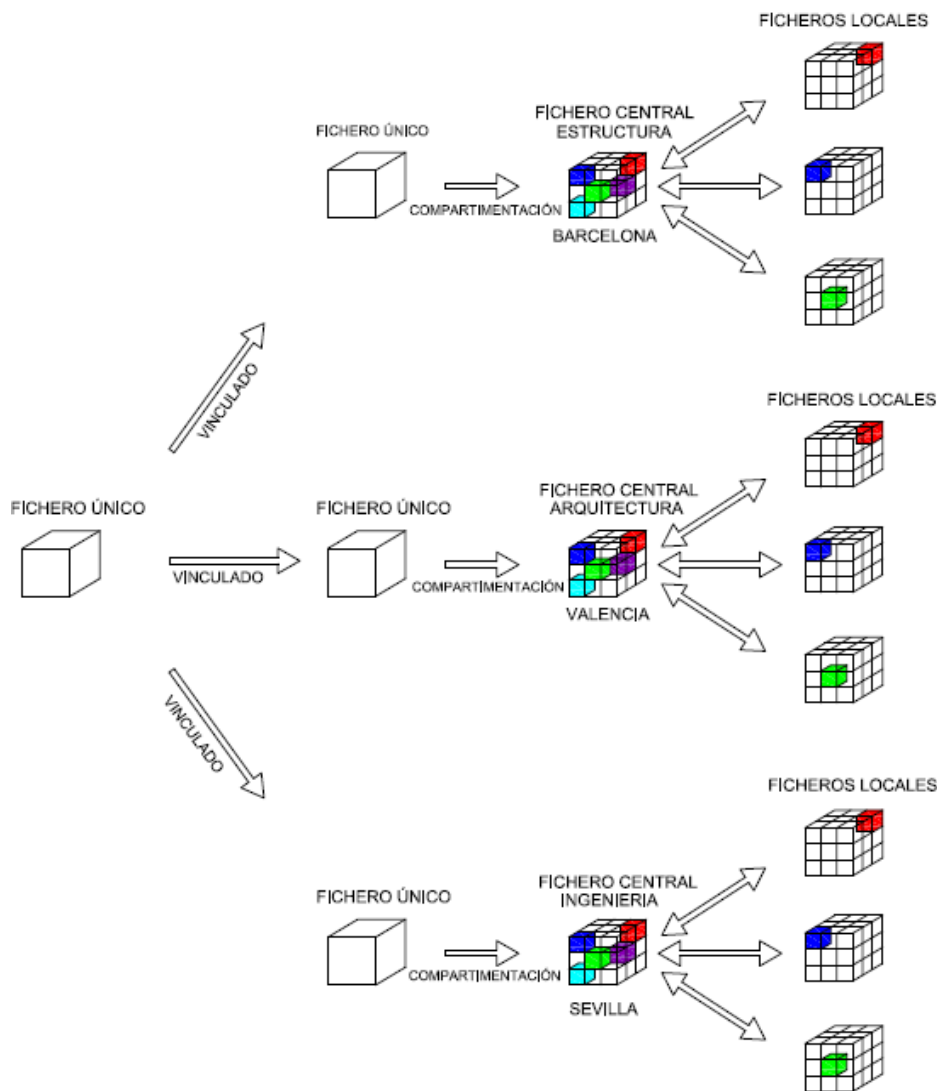 FICHEROS LOCALES
FICHERO CENTRAL
ESTRUCTURA
FICHERO ÚNICO
COMPARTIMENTACIÓN
BARCELONA
VINCULADO
FICHEROS LOCALES
FICHERO CENTRAL
ARQUITECTURA
FICHERO ÚNICO
FICHERO ÚNICO
VINCULADO
COMPARTIMENTACIÓN
VALENCIA
VINCULADO
FICHEROS LOCALES
FICHERO CENTRAL
INGENIERIA
FICHERO ÚNICO
COMPARTIMENTACIÓN
SEVILLA